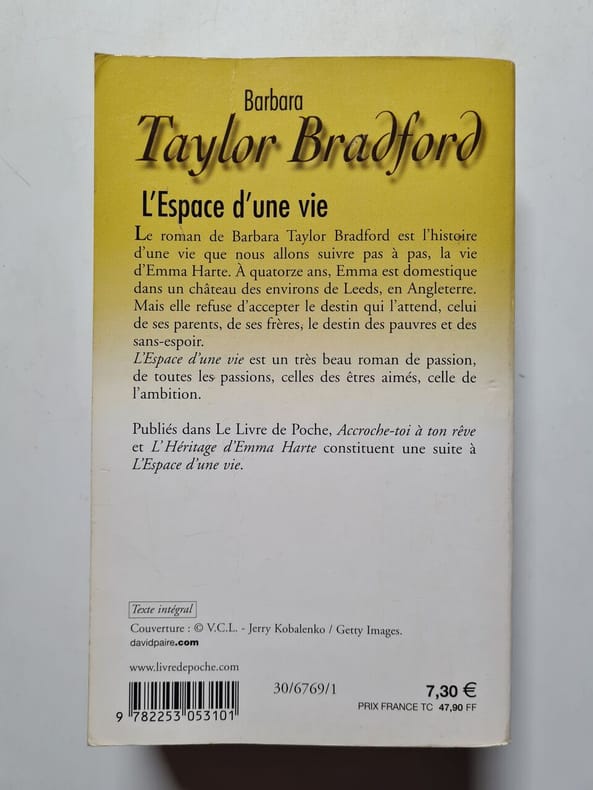 Barbara
Taylor Bradford
L'Espace d'une vie
Le roman de Barbara Taylor Bradford est l'histoire
d'une vie que nous allons suivre pas à pas, la vie
d'Emma Harte. À quatorze ans, Emma est domestique
dans un château des environs de Leeds, en Angleterre.
Mais elle refuse d'accepter le destin qui l'attend, celui
de ses parents, de ses frères, le destin des pauvres et des
sans-espoir.
L'Espace d'une vie est un très beau roman de passion,
de toutes les passions, celles des êtres aimés, celle de
l'ambition.
Publiés dans Le Livre de Poche, Accroche-toi à ton rêve
et L'Héritage d'Emma Harte constituent une suite à
L'Espace d'une vie.
Texte intégral
Couverture : © V.C.L. - Jerry Kobalenko / Getty Images.
davidpaire.com
www.livredepoche.com
30/6769/1
7,30 €
PRIX FRANCE TC 47,90 FF
9 782253 053101